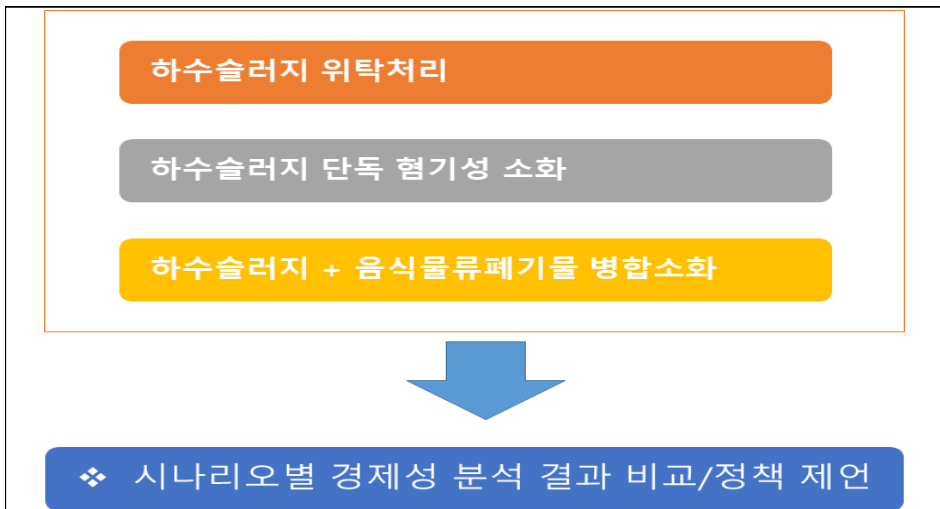 하수슬러지 위탁처리
하수슬러지 단독 혐기성 소화
하수슬러지 + 음식물류폐기물 병합소화
❖ 시나리오별 경제성 분석 결과 비교/정책 제언